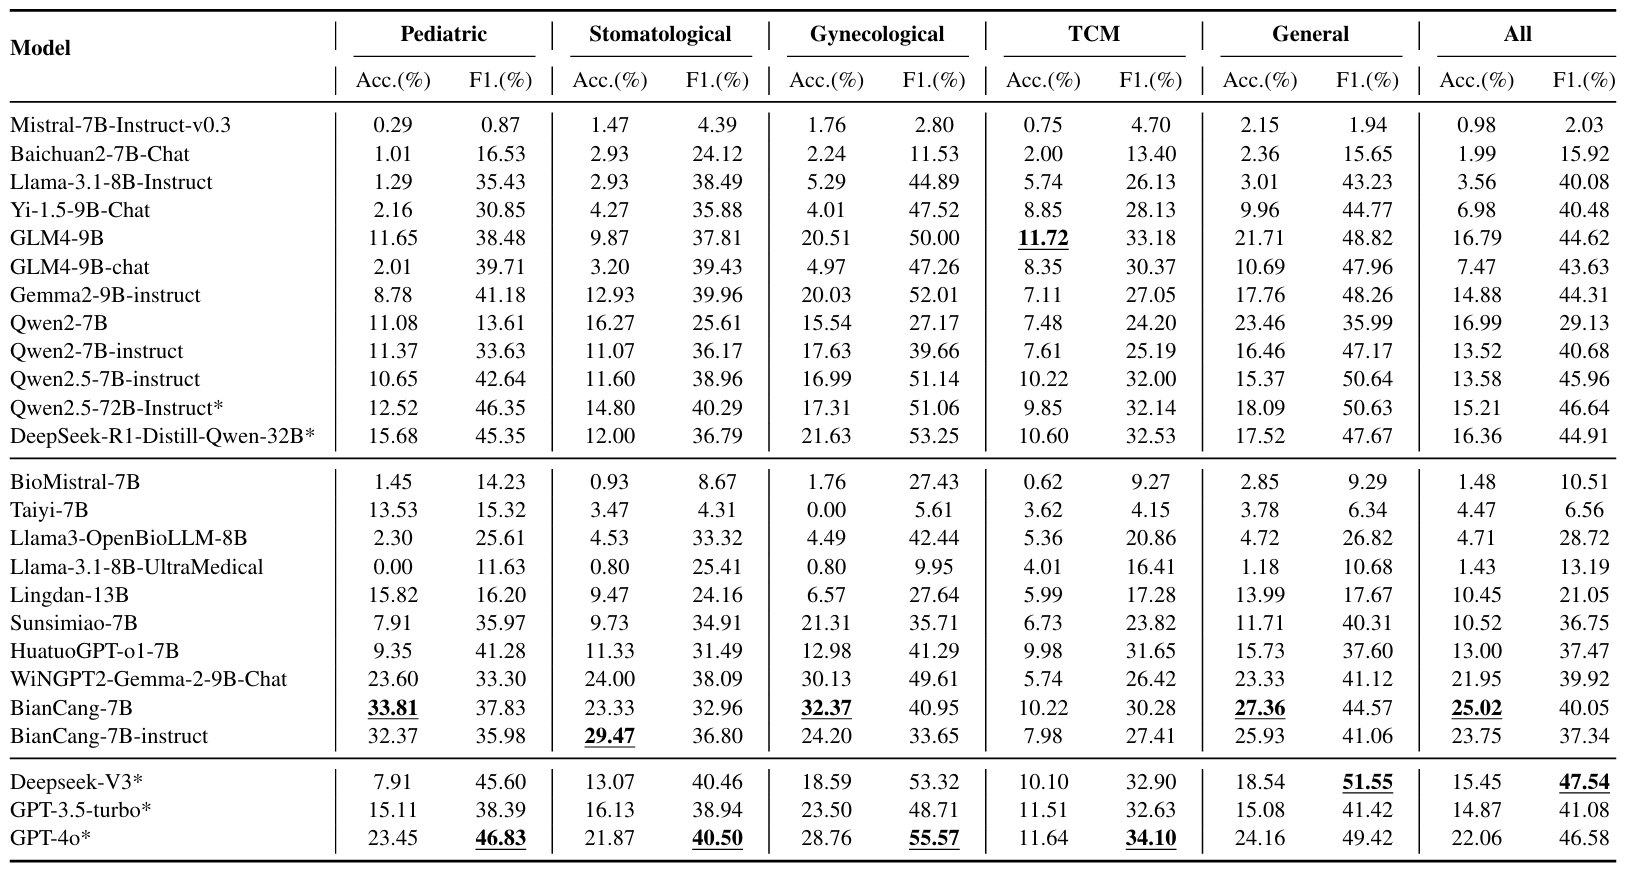 Model Pediatric Stomatological Gynecological TCM General All
Acc.(%) F1.(%) Acc.(%) F1.(%) Acc.(%) F1.(%) Acc.(%) F1.(%) Acc.(%) F1.(%) Acc.(%) F1.(%)
Mistral-7B-Instruct-v0.3 0.29 0.87 1.47 4.39 1.76 2.80 0.75 4.70 2.15 1.94 0.98 2.03
Baichuan2-7B-Chat 1.01 16.53 2.93 24.12 2.24 11.53 2.00 13.40 2.36 15.65 1.99 15.92
Llama-3.1-8B-Instruct 1.29 35.43 2.93 38.49 5.29 44.89 5.74 26.13 3.01 43.23 3.56 40.08
Yi-1.5-9B-Chat 2.16 30.85 4.27 35.88 4.01 47.52 8.85 28.13 9.96 44.77 6.98 40.48
GLM4-9B 11.65 38.48 9.87 37.81 20.51 50.00 11.72 33.18 21.71 48.82 16.79 44.62
GLM4-9B-chat 2.01 39.71 3.20 39.43 4.97 47.26 8.35 30.37 10.69 47.96 7.47 43.63
Gemma2-9B-instruct 8.78 41.18 12.93 39.96 20.03 52.01 7.11 27.05 17.76 48.26 14.88 44.31
Qwen2-7B 11.08 13.61 16.27 25.61 15.54 27.17 7.48 24.20 23.46 35.99 16.99 29.13
Qwen2-7B-instruct 11.37 33.63 11.07 36.17 17.63 39.66 7.61 25.19 16.46 47.17 13.52 40.68
Qwen2.5-7B-instruct 10.65 42.64 11.60 38.96 16.99 51.14 10.22 32.00 15.37 50.64 13.58 45.96
Qwen2.5-72B-Instruct* 12.52 46.35 14.80 40.29 17.31 51.06 9.85 32.14 18.09 50.63 15.21 46.64
DeepSeek-R1-Distill-Qwen-32B* 15.68 45.35 12.00 36.79 21.63 53.25 10.60 32.53 17.52 47.67 16.36 44.91
BioMistral-7B 1.45 14.23 0.93 8.67 1.76 27.43 0.62 9.27 2.85 9.29 1.48 10.51
Taiyi-7B 13.53 15.32 3.47 4.31 0.00 5.61 3.62 4.15 3.78 6.34 4.47 6.56
Llama3-OpenBioLLM-8B 2.30 25.61 4.53 33.32 4.49 42.44 5.36 20.86 4.72 26.82 4.71 28.72
Llama-3.1-8B-UltraMedical 0.00 11.63 0.80 25.41 0.80 9.95 4.01 16.41 1.18 10.68 1.43 13.19
Lingdan-13B 15.82 16.20 9.47 24.16 6.57 27.64 5.99 17.28 13.99 17.67 10.45 21.05
Sunsimiao-7B 7.91 35.97 9.73 34.91 21.31 35.71 6.73 23.82 11.71 40.31 10.52 36.75
HuatuoGPT-o1-7B 9.35 41.28 11.33 31.49 12.98 41.29 9.98 31.65 15.73 37.60 13.00 37.47
WiNGPT2-Gemma-2-9B-Chat 23.60 33.30 24.00 38.09 30.13 49.61 5.74 26.42 23.33 41.12 21.95 39.92
BianCang-7B 33.81 37.83 23.33 32.96 32.37 40.95 10.22 30.28 27.36 44.57 25.02 40.05
BianCang-7B-instruct 32.37 35.98 29.47 36.80 24.20 33.65 7.98 27.41 25.93 41.06 23.75 37.34
Deepseek-V3* 7.91 45.60 13.07 40.46 18.59 53.32 10.10 32.90 18.54 51.55 15.45 47.54
GPT-3.5-turbo* 15.11 38.39 16.13 38.94 23.50 48.71 11.51 32.63 15.08 41.42 14.87 41.08
GPT-4o* 23.45 46.83 21.87 40.50 28.76 55.57 11.64 34.10 24.16 49.42 22.06 46.58